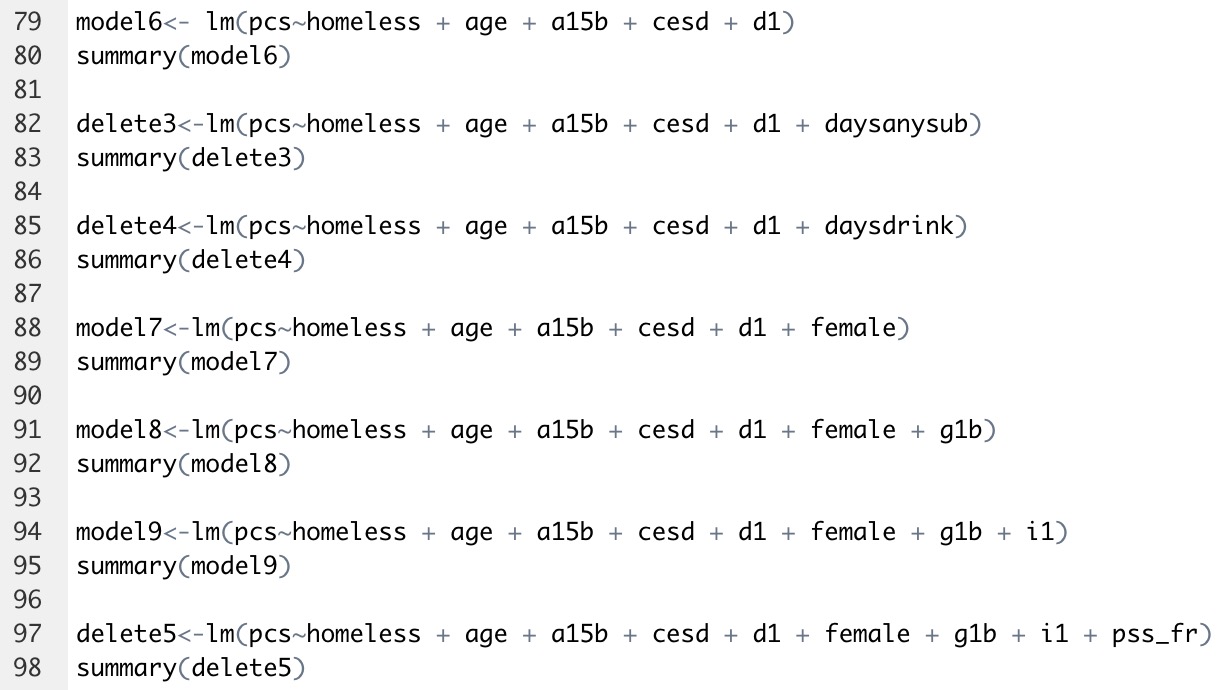 79 model6<- lm(pcs~homeless + age + a15b + cesd + d1)
80 summary(model6)
81
82 delete3<-lm(pcs~homeless + age + a15b + cesd + d1 + daysanysub)
83 summary(delete3)
84
85 delete4<-lm(pcs~homeless + age + a15b + cesd + d1 + daysdrink)
86 summary(delete4)
87
88 model7<-lm(pcs~homeless + age + a15b + cesd + d1 + female)
89 summary(model7)
90
91 model8<-lm(pcs~homeless + age + a15b + cesd + d1 + female + g1b)
92 summary(model8)
93
94 model9<-lm(pcs~homeless + age + a15b + cesd + d1 + female + g1b + i1)
95 summary(model9)
96
97 delete5<-lm(pcs~homeless + age + a15b + cesd + d1 + female + g1b + i1 + pss_fr)
98 summary(delete5)